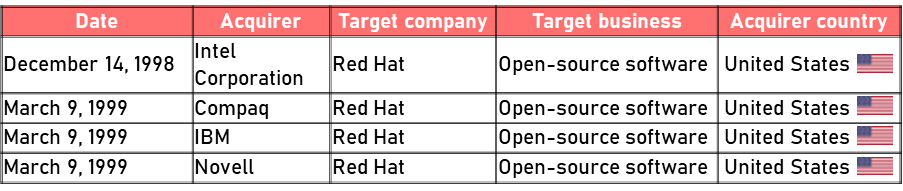 Date Acquirer Target company Target business Acquirer country
December 14, 1998 Intel Corporation Red Hat Open-source software United States
March 9, 1999 Compaq Red Hat Open-source software United States
March 9, 1999 IBM Red Hat Open-source software United States
March 9, 1999 Novell Red Hat Open-source software United States